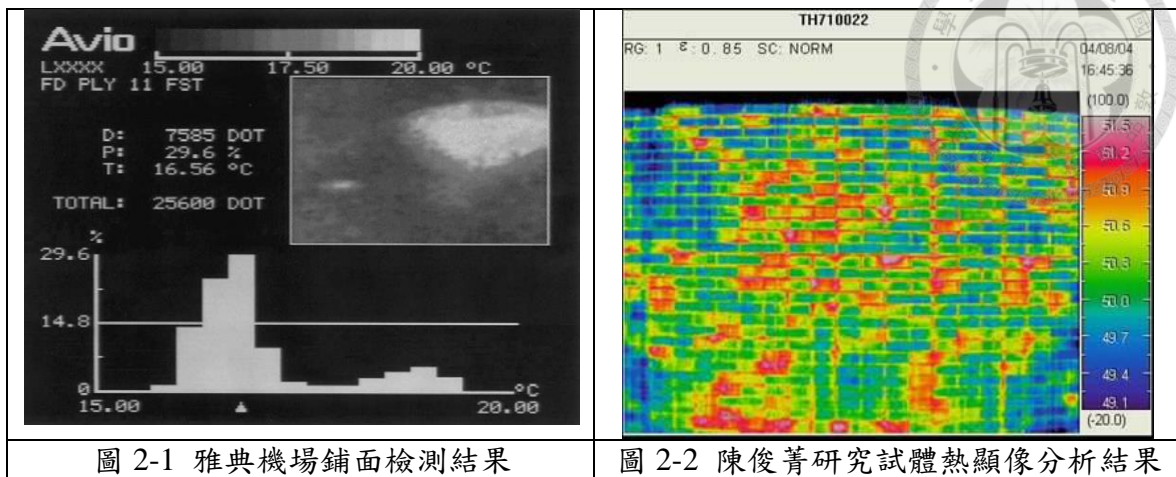 Avio
LXXXX 15.00 17.50 20.00 °C
FD PLY 11 FST
D: 7585 DOT
P: 29.6 %
T: 16.56 °C
TOTAL: 25600 DOT
%
29.6
14.8
0
°C
15.00 20.00
圖 2-1 雅典機場鋪面檢測結果
TH710022
RG: 1 ε: 0.85 SC: NORM
04/08/04
16:45:36
(100.0)
51.5
51.2
50.9
50.6
50.3
50.0
49.7
49.4
49.1
(-20.0)
圖 2-2 陳俊菁研究試體熱顯像分析結果